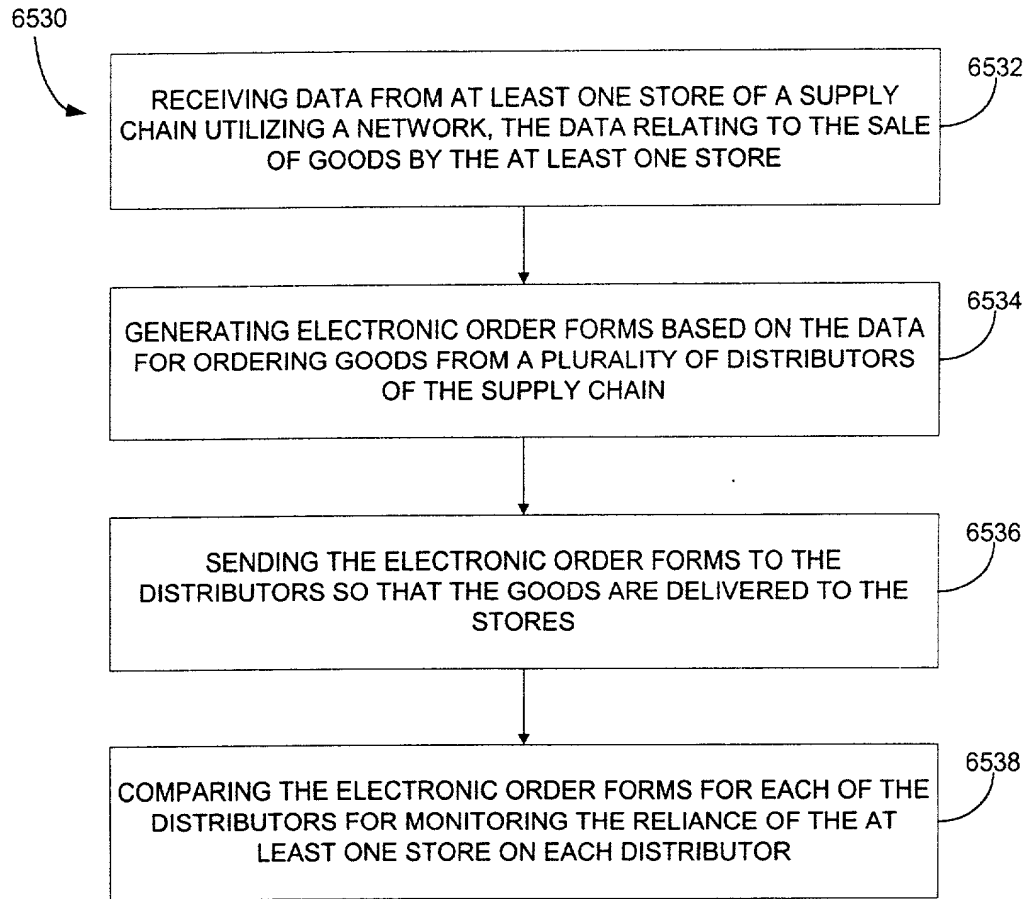 6530
6532
RECEIVING DATA FROM AT LEAST ONE STORE OF A SUPPLY
CHAIN UTILIZING A NETWORK, THE DATA RELATING TO THE SALE
OF GOODS BY THE AT LEAST ONE STORE
6534
GENERATING ELECTRONIC ORDER FORMS BASED ON THE DATA
FOR ORDERING GOODS FROM A PLURALITY OF DISTRIBUTORS
OF THE SUPPLY CHAIN
6536
SENDING THE ELECTRONIC ORDER FORMS TO THE
DISTRIBUTORS SO THAT THE GOODS ARE DELIVERED TO THE
STORES
6538
COMPARING THE ELECTRONIC ORDER FORMS FOR EACH OF THE
DISTRIBUTORS FOR MONITORING THE RELIANCE OF THE AT
LEAST ONE STORE ON EACH DISTRIBUTOR